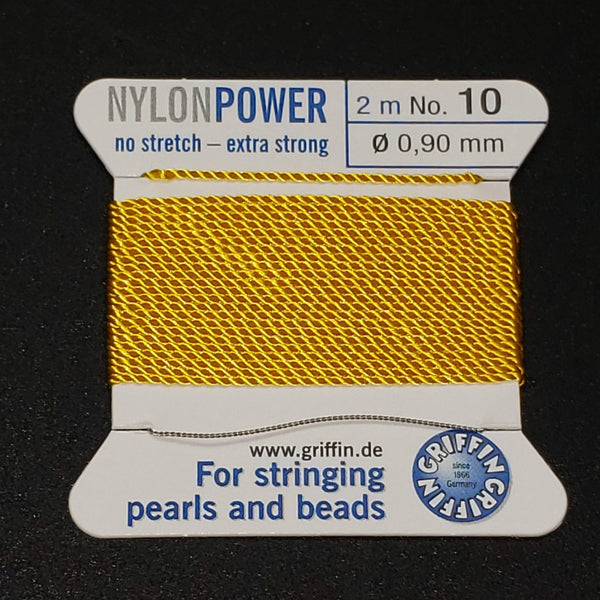 NYLONPOWER
no stretch – extra strong
2 m No. 10
Ø 0,90 mm
www.griffin.de
For stringing
pearls and beads
GRIFFIN GRIFFIN
since
1866
Germany